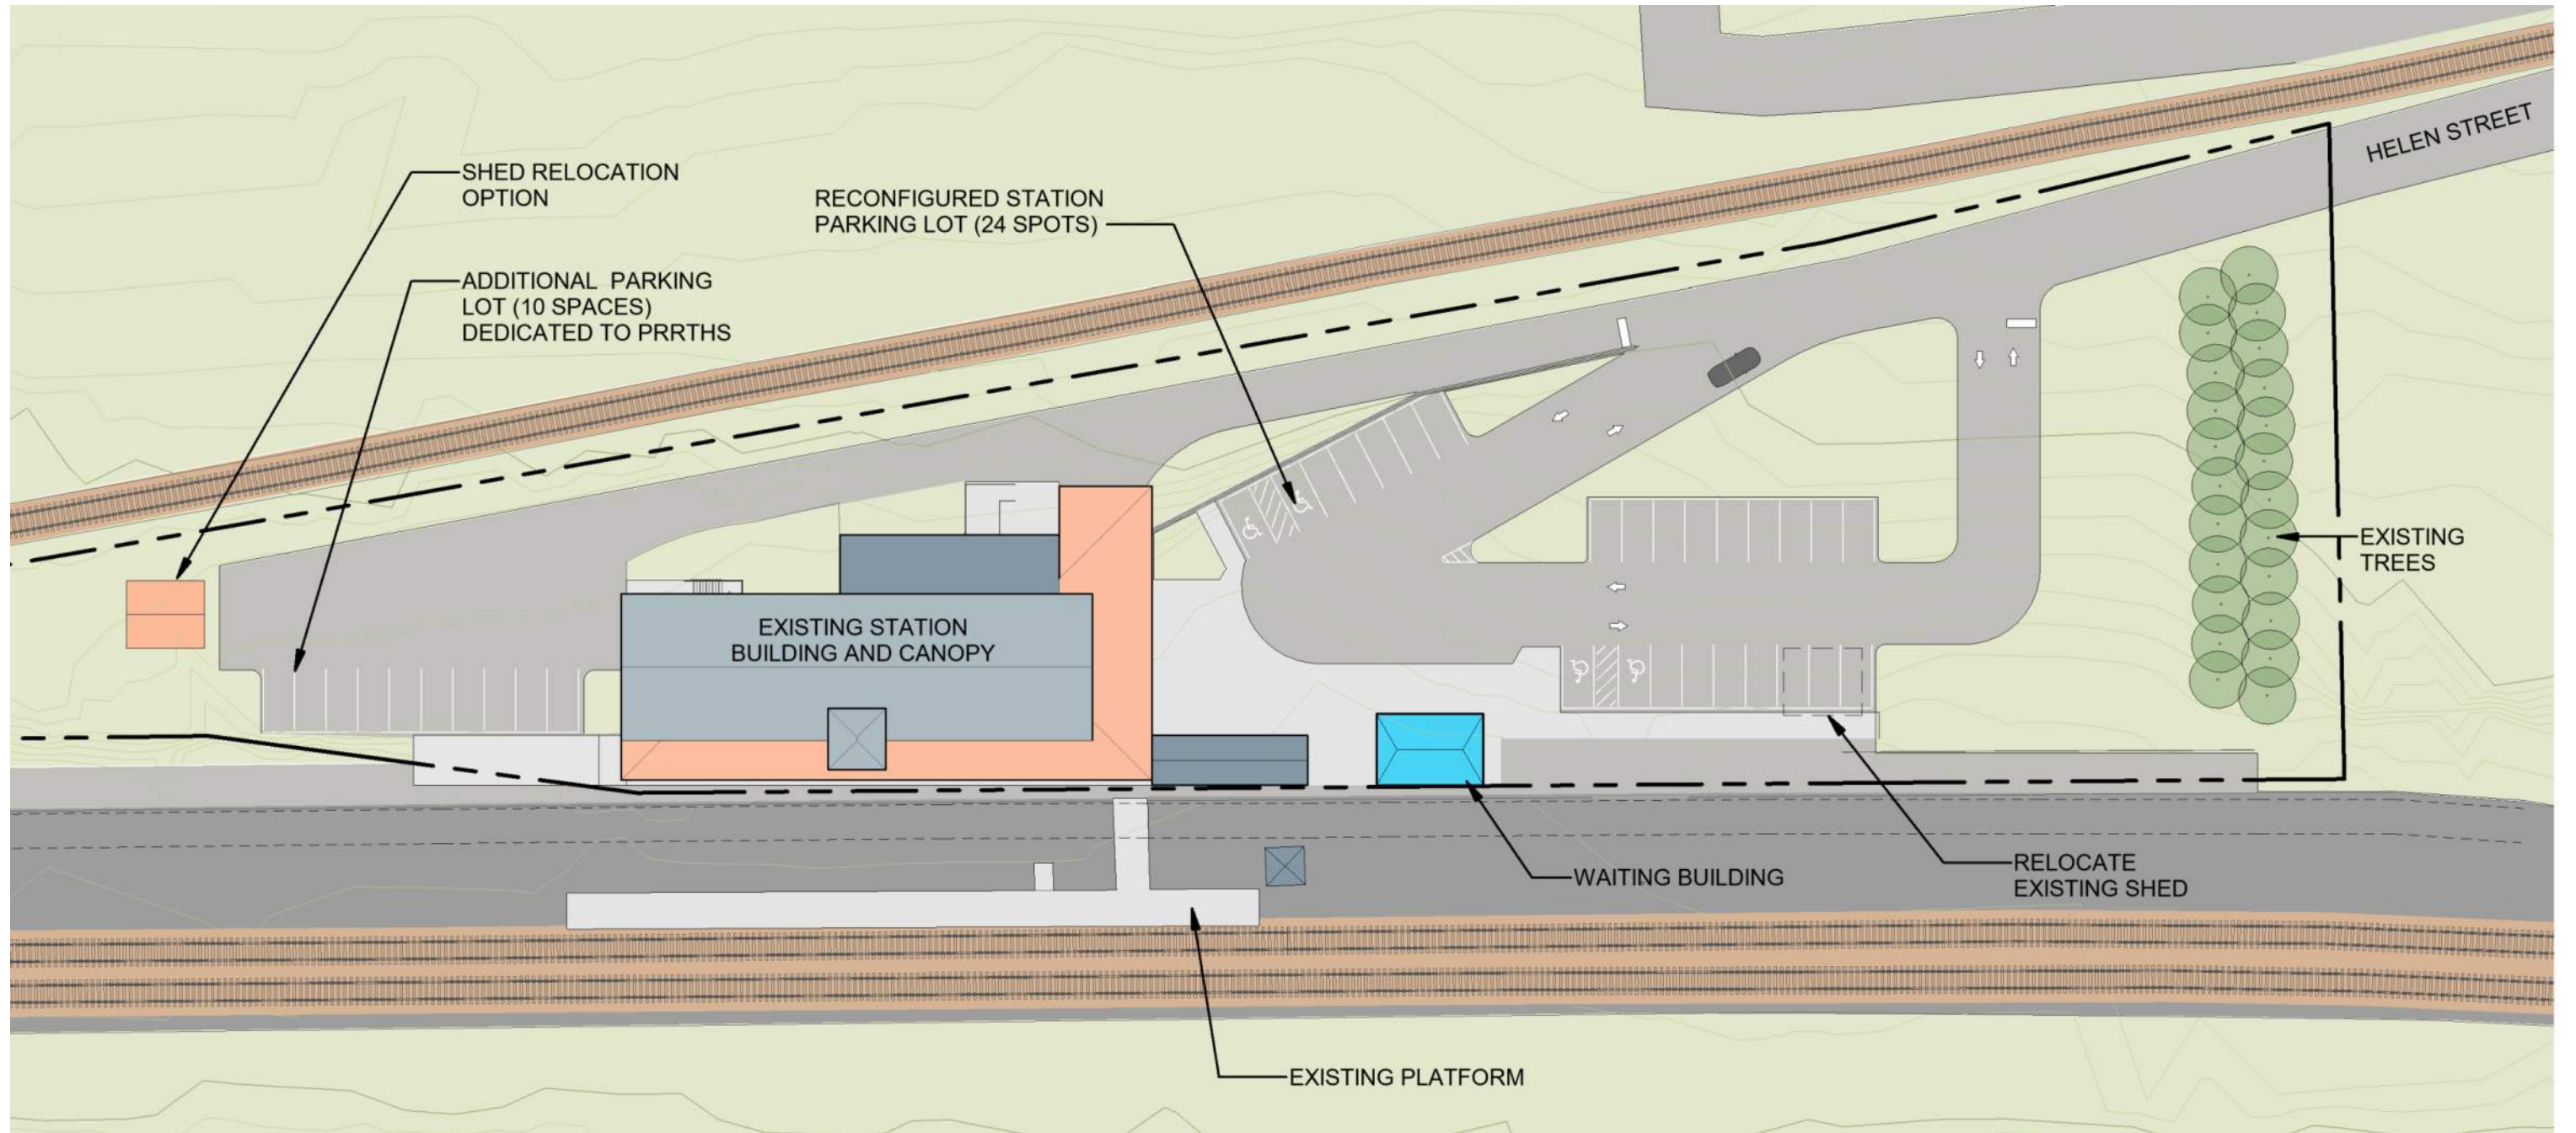 HELEN STREET
SHED RELOCATION
OPTION
RECONFIGURED STATION
PARKING LOT (24 SPOTS)
ADDITIONAL PARKING
LOT (10 SPACES)
DEDICATED TO PRRTHS
EXISTING
TREES
EXISTING STATION
BUILDING AND CANOPY
RELOCATE
EXISTING SHED
WAITING BUILDING
EXISTING PLATFORM